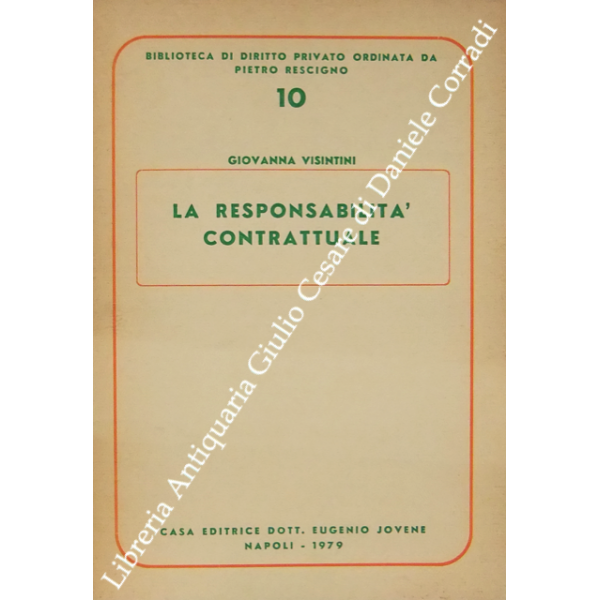 BIBLIOTECA DI DIRITTO PRIVATO ORDINATA DA
PIETRO RESCIGNO
10
GIOVANNA VISINTINI
LA RESPONSABILITA'
CONTRATTUALE
CASA EDITRICE DOTT. EUGENIO JOVENE
NAPOLI - 1979
Libreria Antiquaria Giulio Cesare di Daniele Corradi